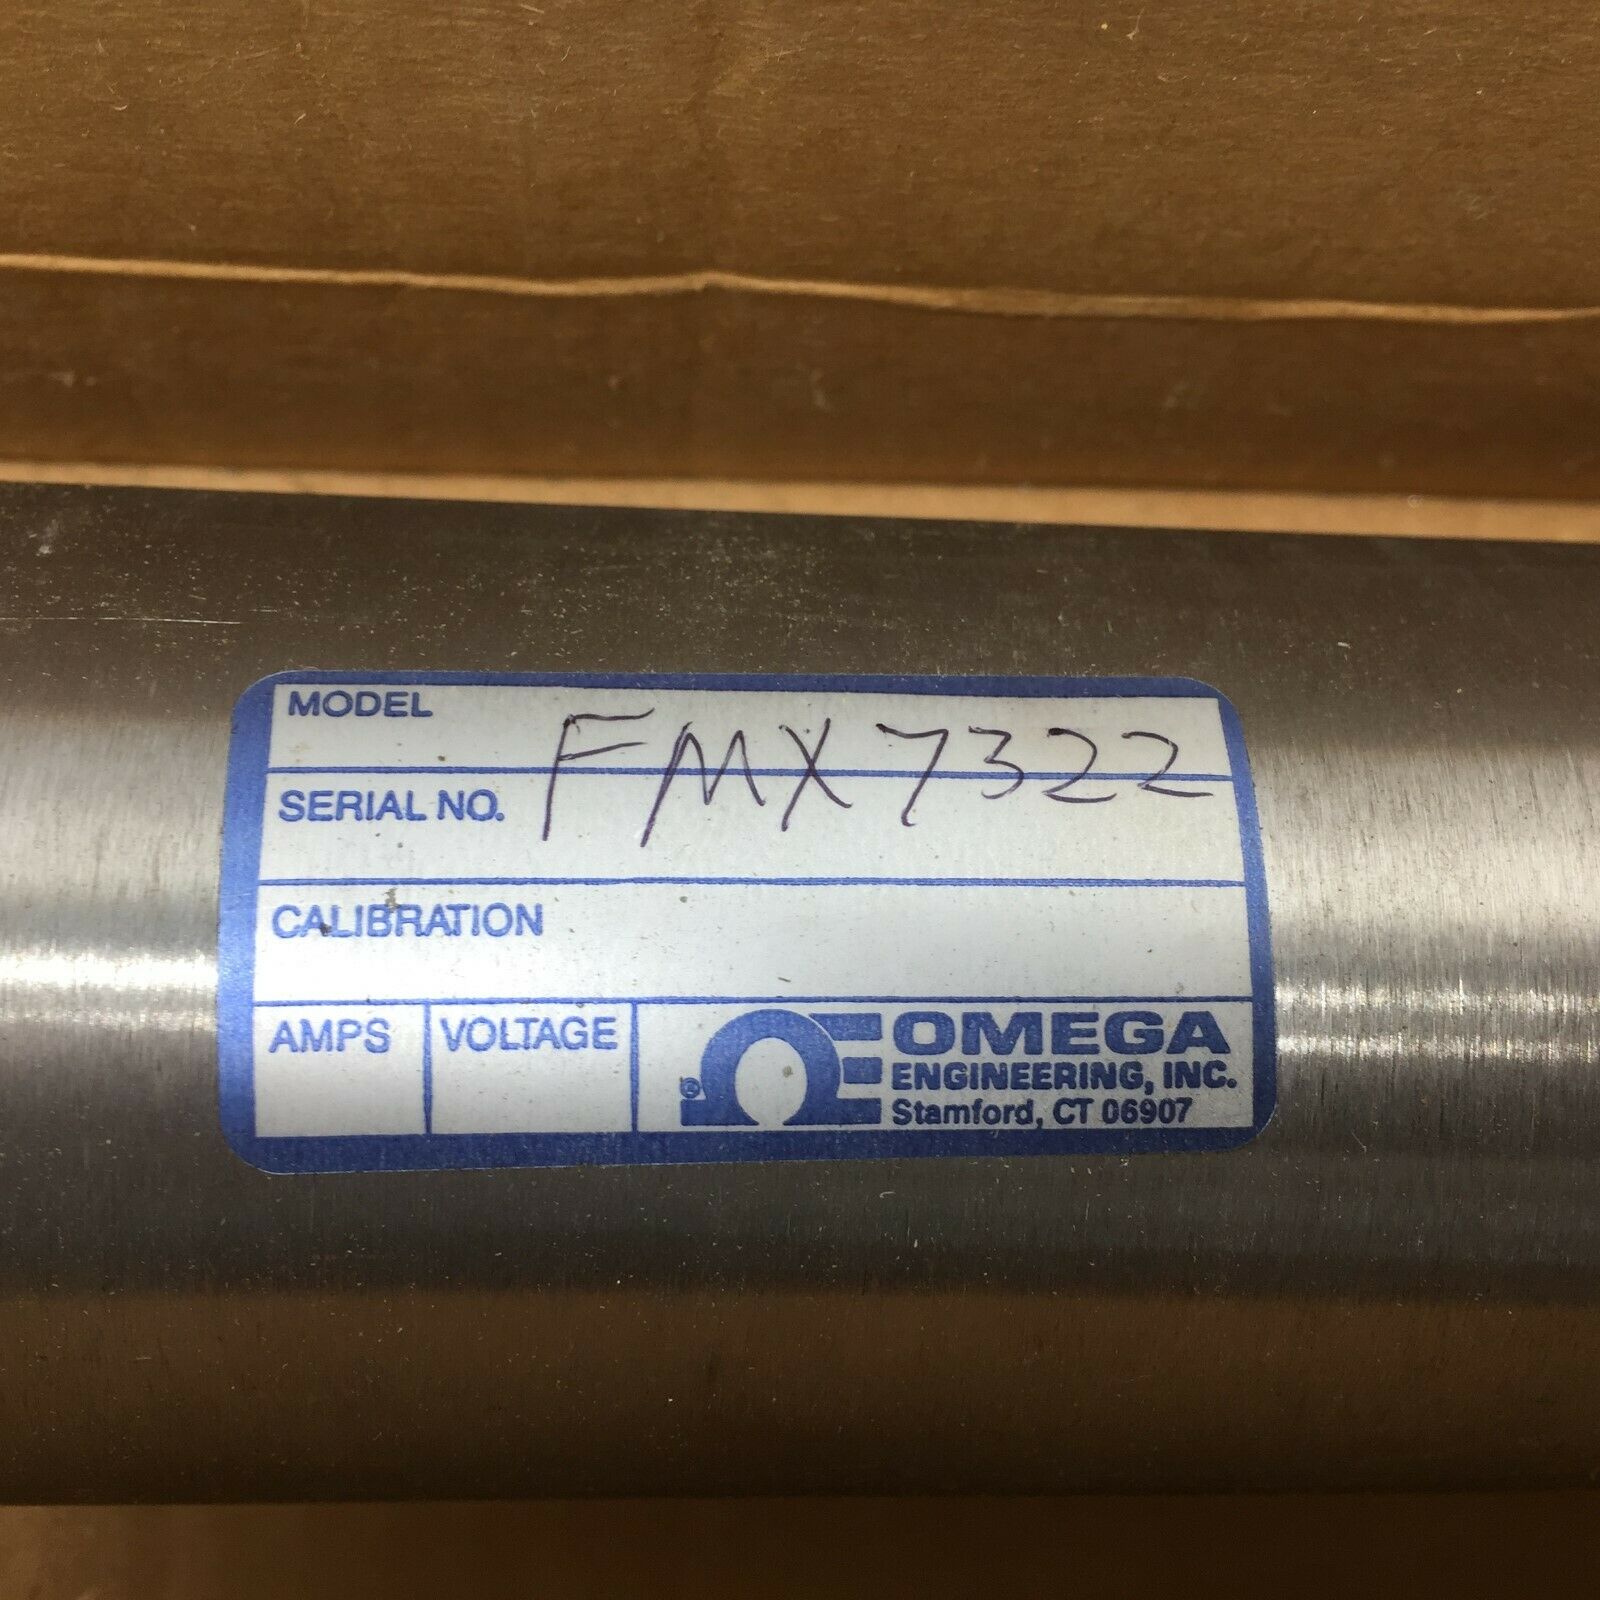 MODEL FMX7322
SERIAL NO.
CALIBRATION
AMPS VOLTAGE
® OMEGA
ENGINEERING, INC.
Stamford, CT 06907